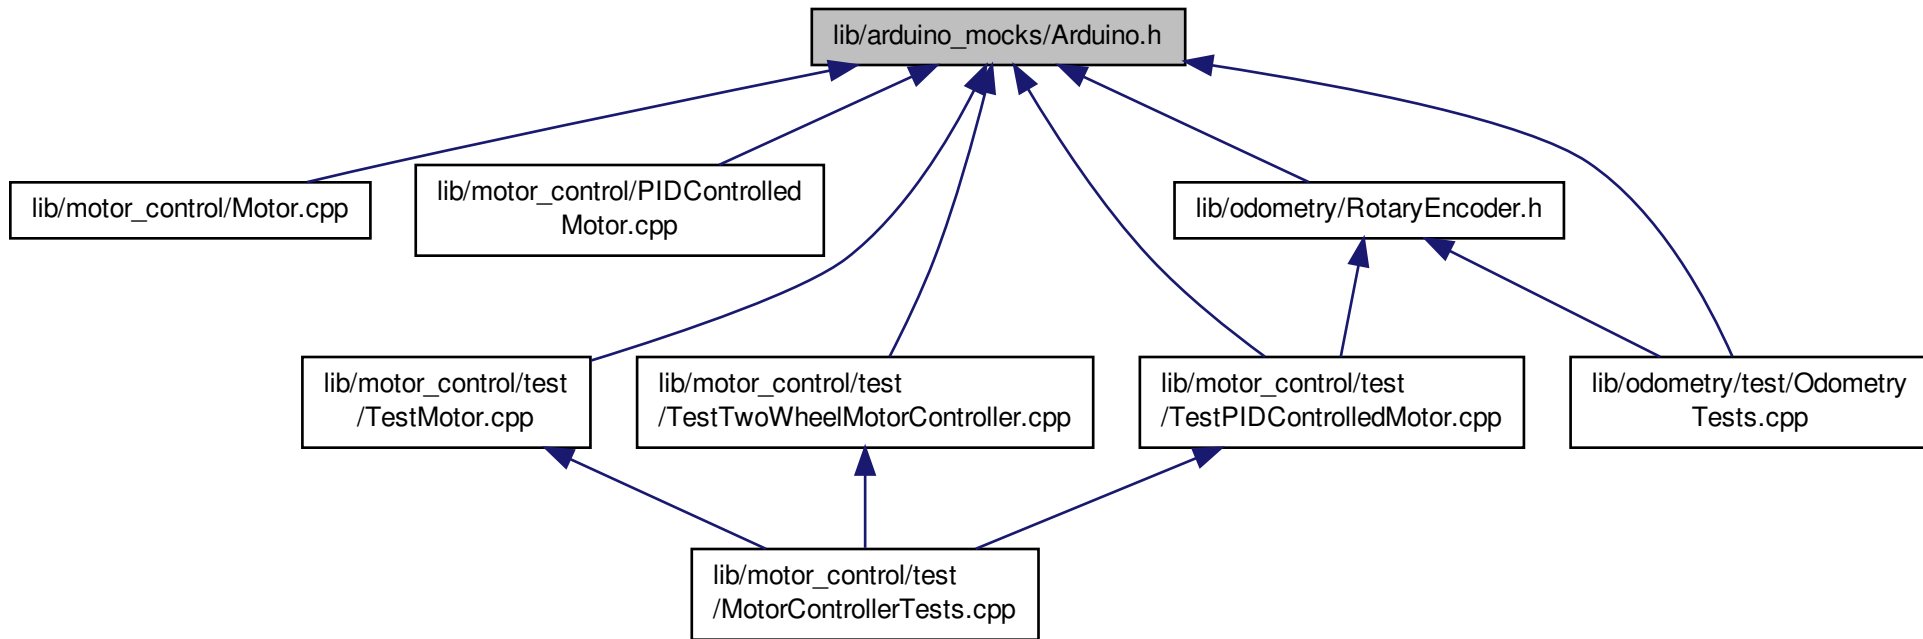 lib/arduino_mocks/Arduino.h
lib/motor_control/Motor.cpp
lib/motor_control/PIDControlled
Motor.cpp
lib/odometry/RotaryEncoder.h
lib/motor_control/test
/TestMotor.cpp
lib/motor_control/test
/TestTwoWheelMotorController.cpp
lib/motor_control/test
/TestPIDControlledMotor.cpp
lib/odometry/test/Odometry
Tests.cpp
lib/motor_control/test
/MotorControllerTests.cpp